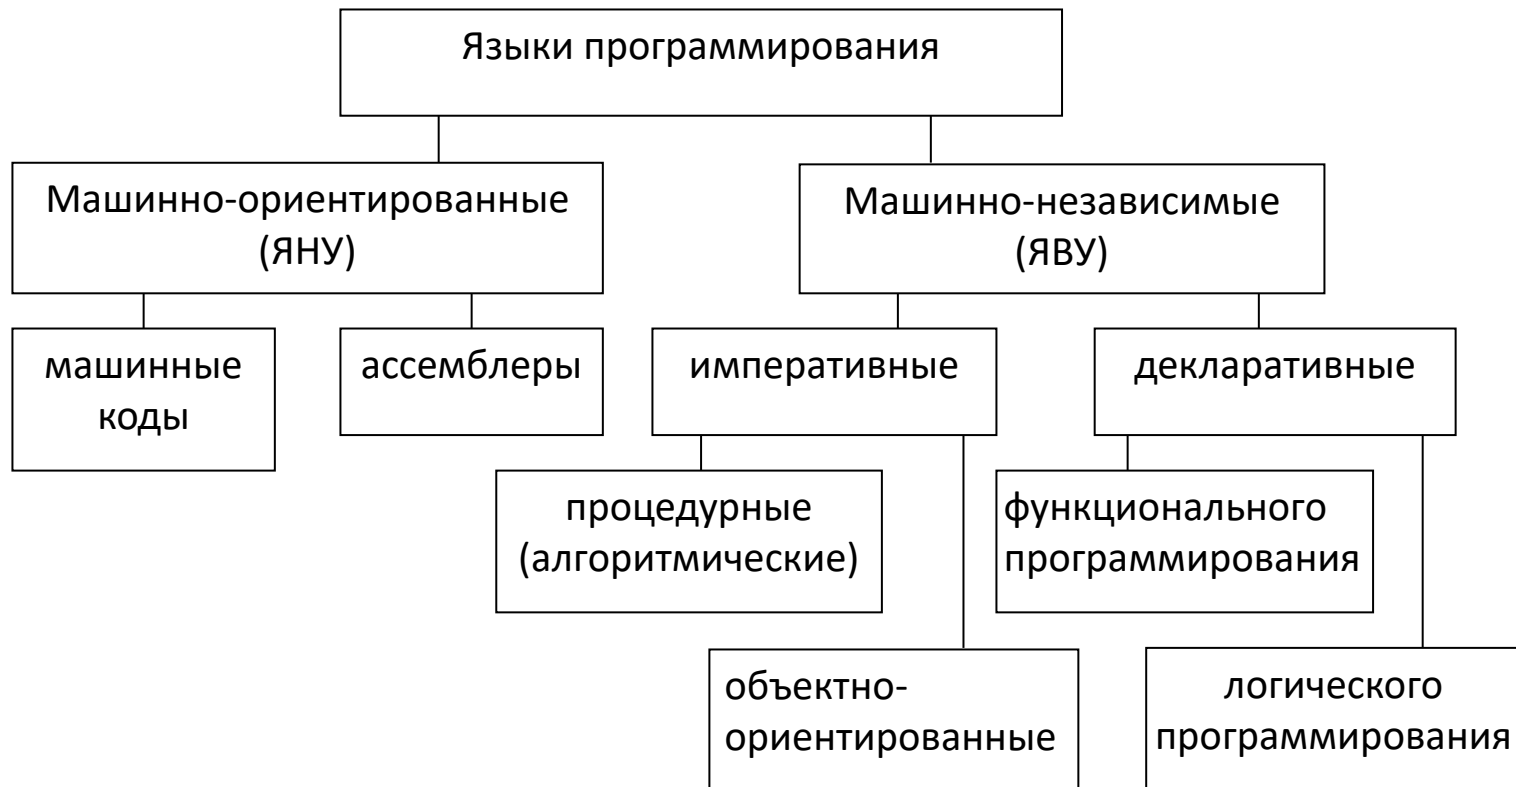 Языки программирования
Машинно-ориентированные
(ЯНУ)
Машинно-независимые
(ЯВУ)
машинные
коды
ассемблеры
императивные
декларативные
процедурные
(алгоритмические)
функционального
программирования
объектно-
ориентированные
логического
программирования